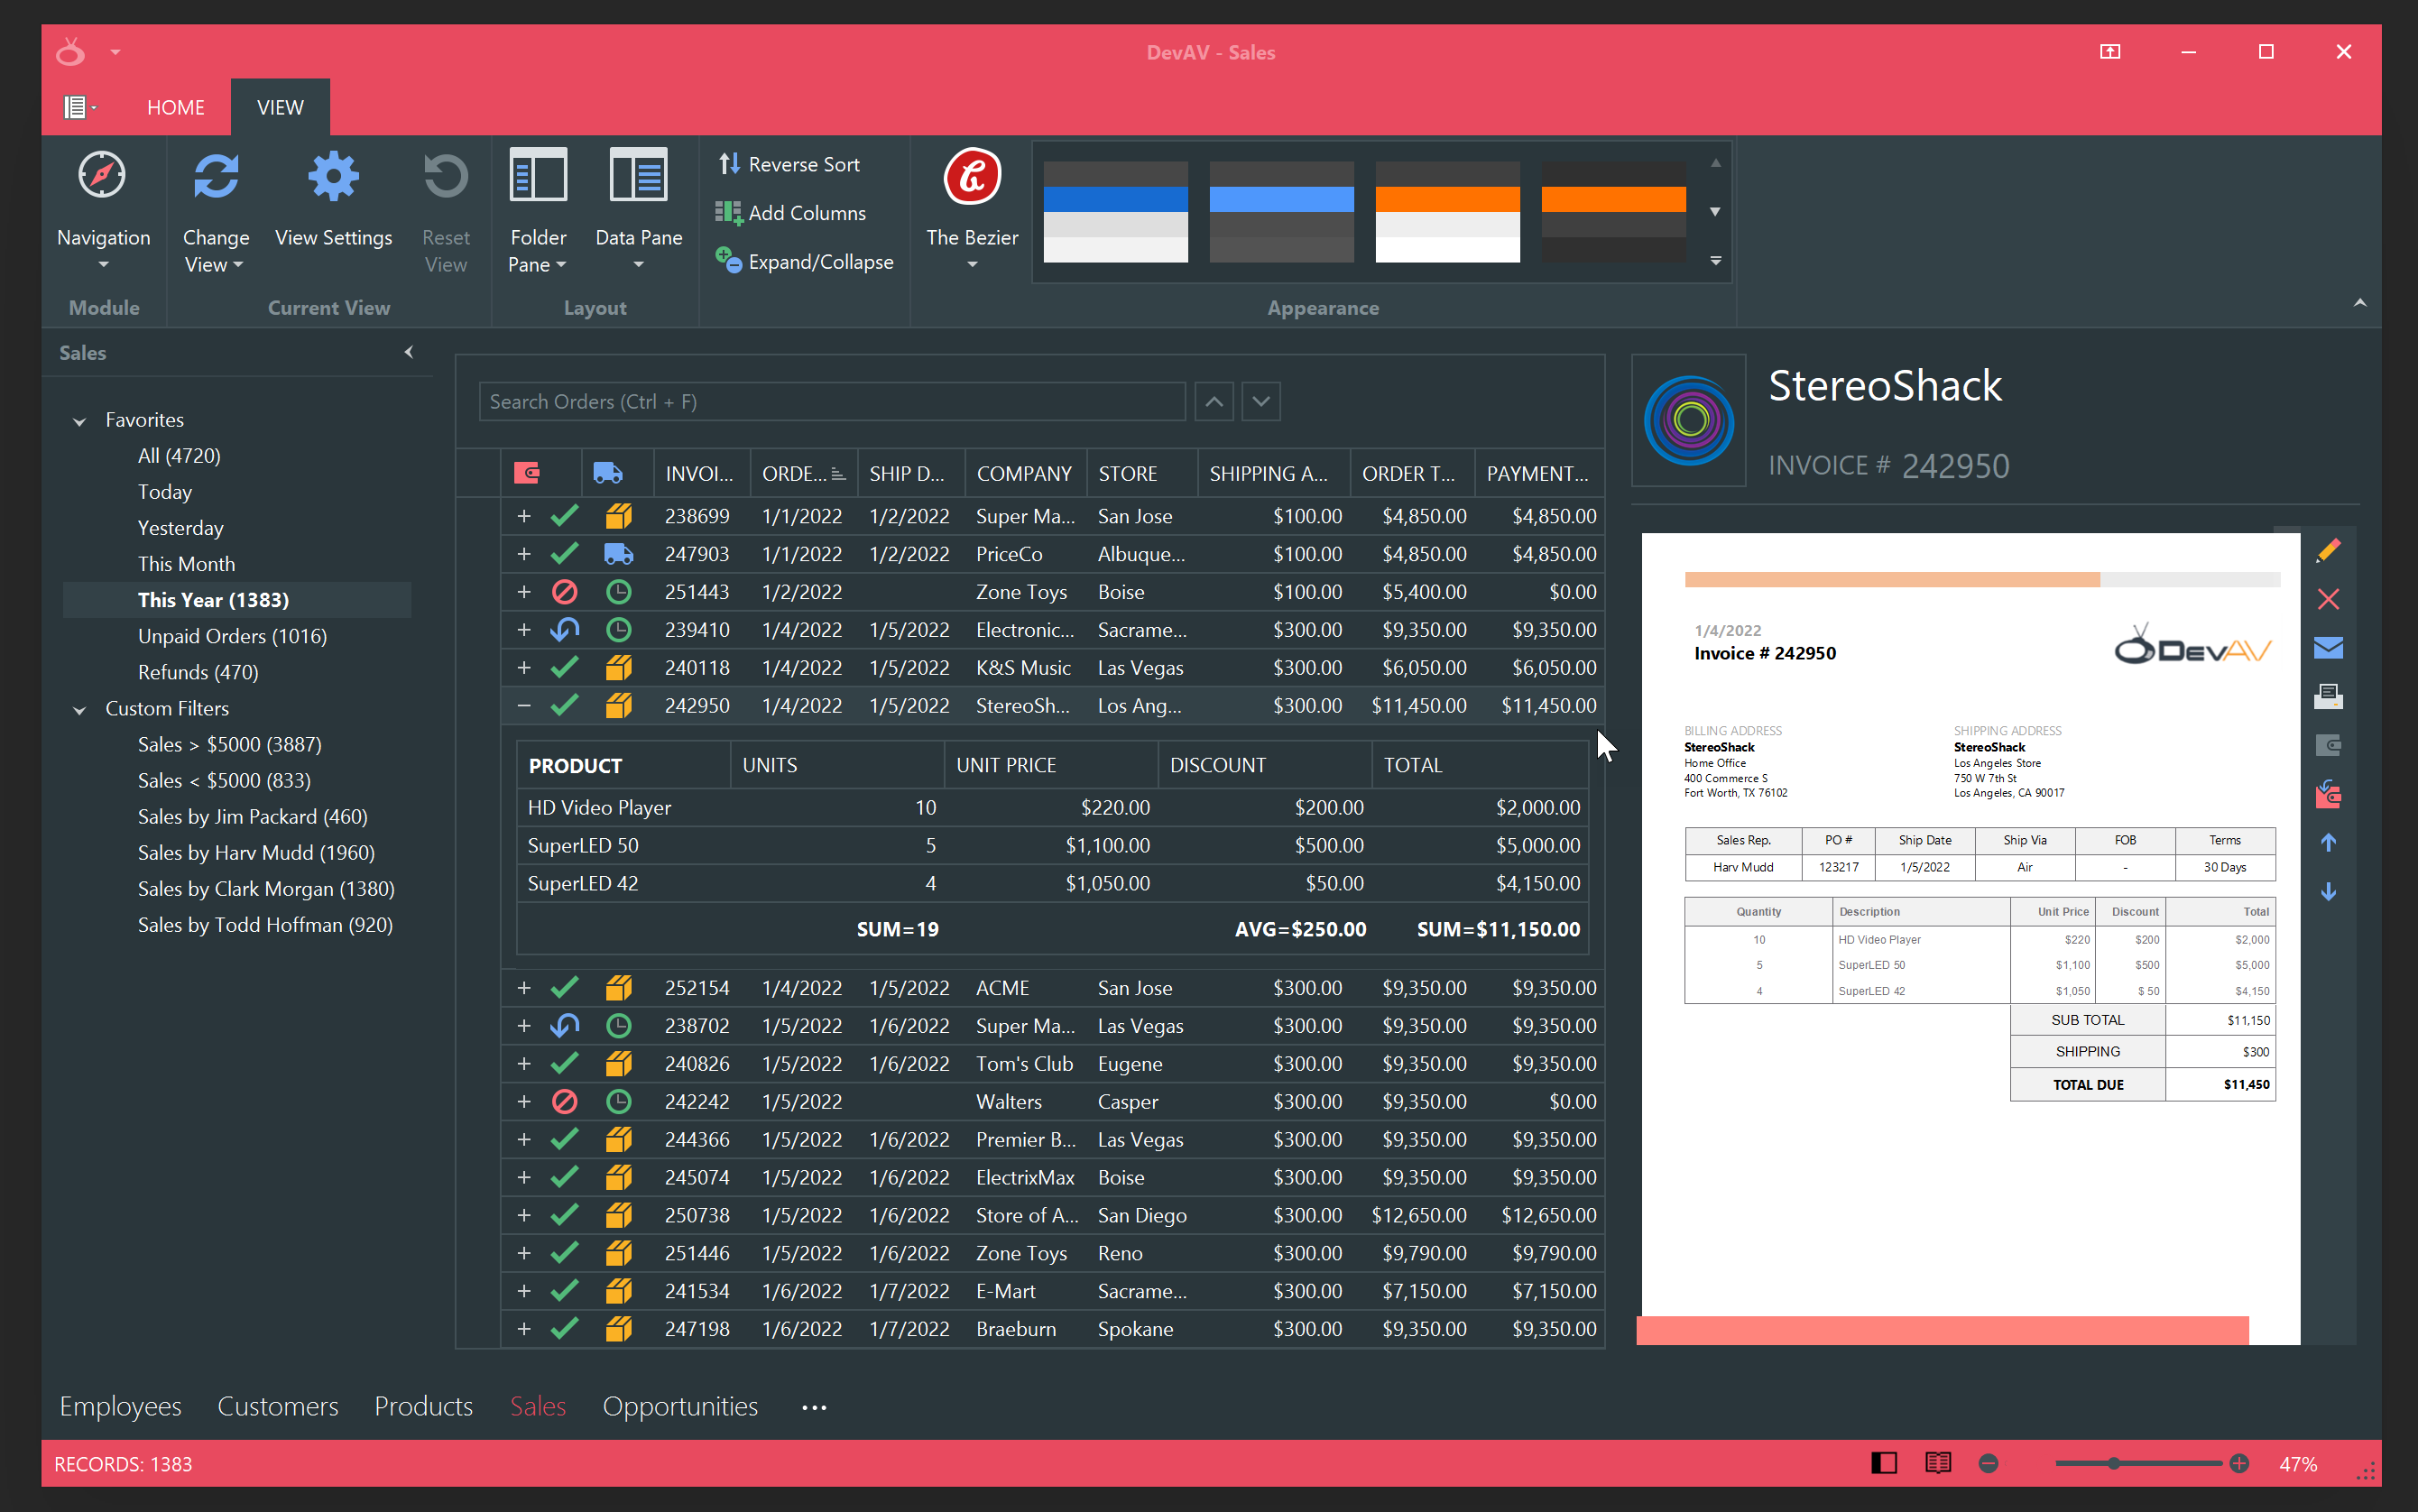 DevAV - Sales
HOME VIEW
Navigation
Change View
View Settings
Reset View
Folder Pane
Data Pane
Reverse Sort
Add Columns
Expand/Collapse
The Bezier
Module
Current View
Layout
Appearance
Sales
Favorites
All (4720)
Today
Yesterday
This Month
This Year (1383)
Unpaid Orders (1016)
Refunds (470)
Custom Filters
Sales > $5000 (3887)
Sales < $5000 (833)
Sales by Jim Packard (460)
Sales by Harv Mudd (1960)
Sales by Clark Morgan (1380)
Sales by Todd Hoffman (920)
Search Orders (Ctrl + F)
INVOI... ORDE... SHIP D... COMPANY STORE SHIPPING A... ORDER T... PAYMENT...
238699 1/1/2022 1/2/2022 Super Ma... San Jose $100.00 $4,850.00 $4,850.00
247903 1/1/2022 1/2/2022 PriceCo Albuque... $100.00 $4,850.00 $4,850.00
251443 1/2/2022 Zone Toys Boise $100.00 $5,400.00 $0.00
239410 1/4/2022 1/5/2022 Electronic... Sacrame... $300.00 $9,350.00 $9,350.00
240118 1/4/2022 1/5/2022 K&S Music Las Vegas $300.00 $6,050.00 $6,050.00
242950 1/4/2022 1/5/2022 StereoSh... Los Ang... $300.00 $11,450.00 $11,450.00
PRODUCT UNITS UNIT PRICE DISCOUNT TOTAL
HD Video Player 10 $220.00 $200.00 $2,000.00
SuperLED 50 5 $1,100.00 $500.00 $5,000.00
SuperLED 42 4 $1,050.00 $50.00 $4,150.00
SUM=19 AVG=$250.00 SUM=$11,150.00
252154 1/4/2022 1/5/2022 ACME San Jose $300.00 $9,350.00 $9,350.00
238702 1/5/2022 1/6/2022 Super Ma... Las Vegas $300.00 $9,350.00 $9,350.00
240826 1/5/2022 1/6/2022 Tom's Club Eugene $300.00 $9,350.00 $9,350.00
242242 1/5/2022 Walters Casper $300.00 $9,350.00 $0.00
244366 1/5/2022 1/6/2022 Premier B... Las Vegas $300.00 $9,350.00 $9,350.00
245074 1/5/2022 1/6/2022 ElectrixMax Boise $300.00 $9,350.00 $9,350.00
250738 1/5/2022 1/6/2022 Store of A... San Diego $300.00 $12,650.00 $12,650.00
251446 1/5/2022 1/6/2022 Zone Toys Reno $300.00 $9,790.00 $9,790.00
241534 1/6/2022 1/7/2022 E-Mart Sacrame... $300.00 $7,150.00 $7,150.00
247198 1/6/2022 1/7/2022 Braeburn Spokane $300.00 $9,350.00 $9,350.00
StereoShack
INVOICE # 242950
1/4/2022
Invoice # 242950
DevAV
BILLING ADDRESS
StereoShack
Home Office
400 Commerce S
Fort Worth, TX 76102
SHIPPING ADDRESS
StereoShack
Los Angeles Store
750 W 7th St
Los Angeles, CA 90017
Sales Rep. PO # Ship Date Ship Via FOB Terms
Harv Mudd 123217 1/5/2022 Air - 30 Days
Quantity Description Unit Price Discount Total
10 HD Video Player $220 $200 $2,000
5 SuperLED 50 $1,100 $500 $5,000
4 SuperLED 42 $1,050 $ 50 $4,150
SUB TOTAL $11,150
SHIPPING $300
TOTAL DUE $11,450
Employees Customers Products Sales Opportunities ...
RECORDS: 1383
47%